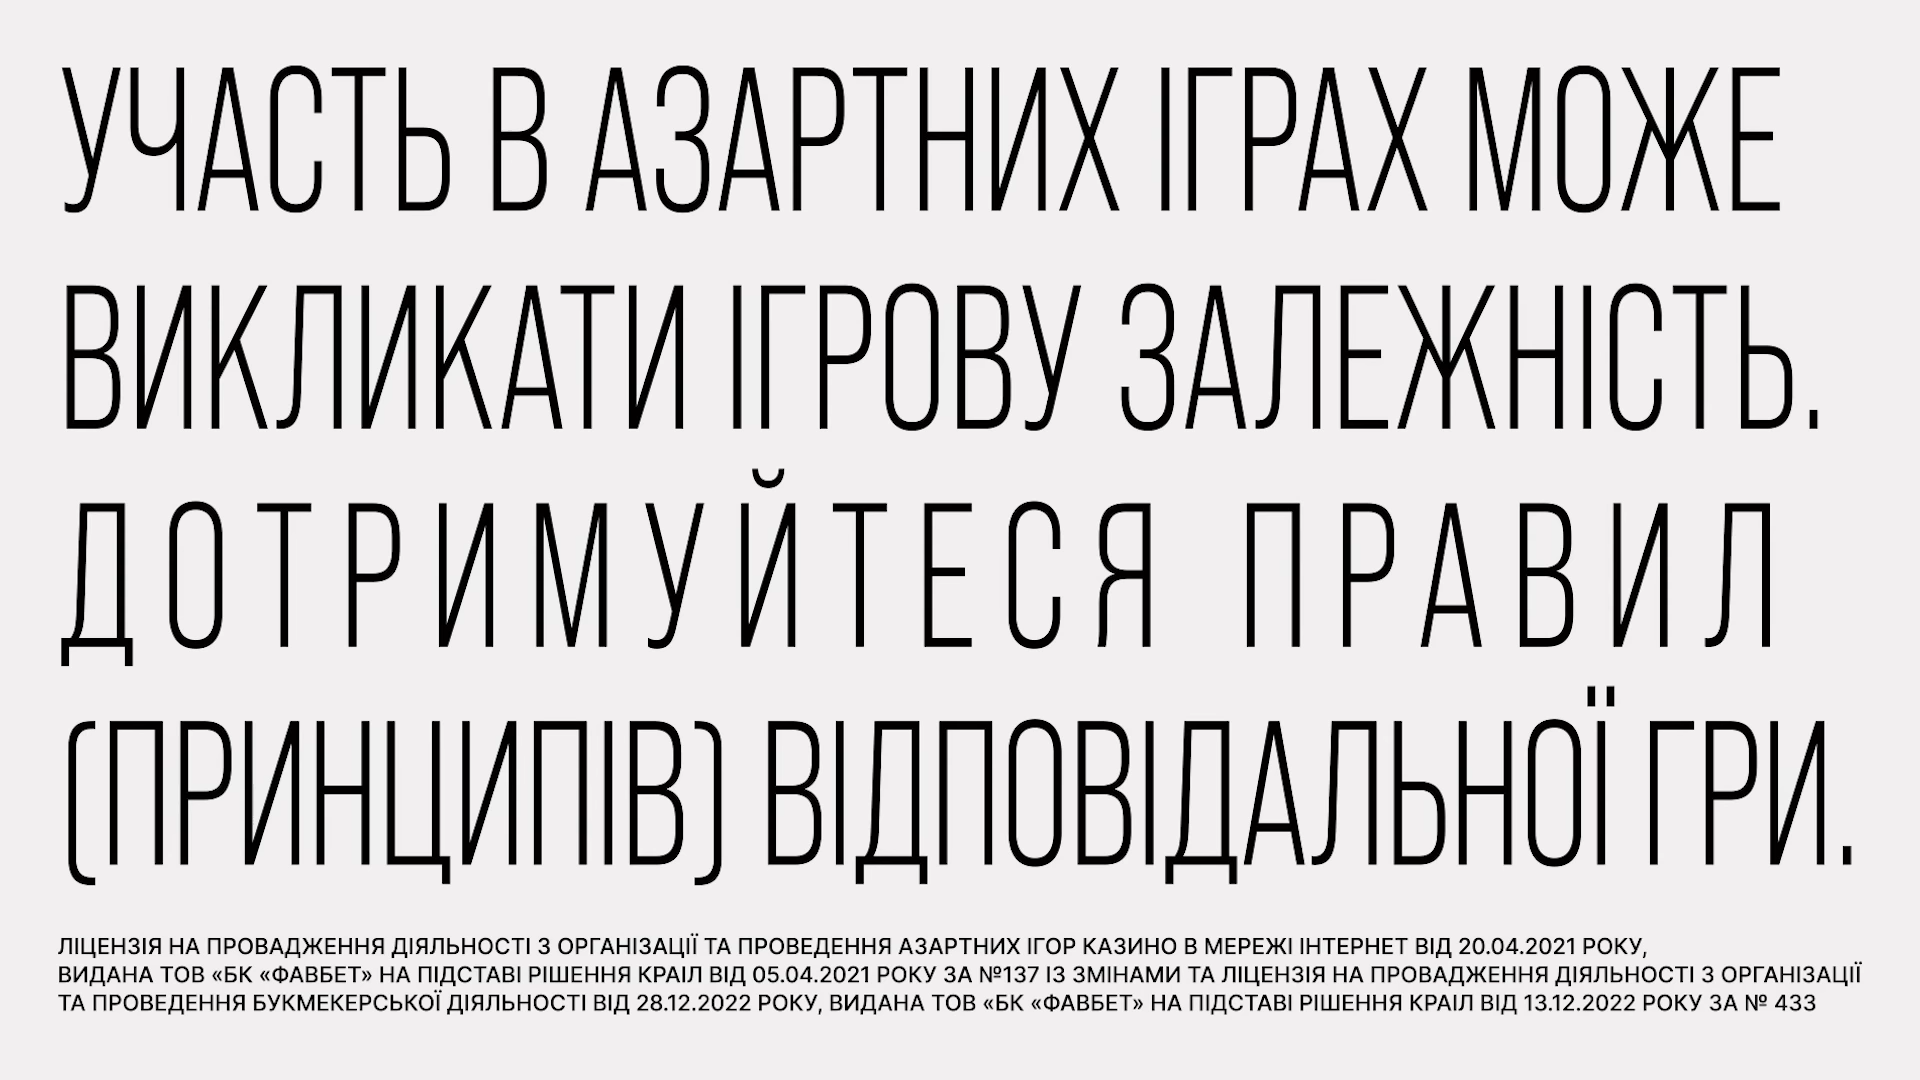 УЧАСТЬ В АЗАРТНИХ ІГРАХ МОЖЕ
ВИКЛИКАТИ ІГРОВУ ЗАЛЕЖНІСТЬ.
ДОТРИМУЙТЕСЯ ПРАВИЛ
(ПРИНЦИПІВ) ВІДПОВІДАЛЬНОЇ ГРИ.
ЛІЦЕНЗІЯ НА ПРОВАДЖЕННЯ ДІЯЛЬНОСТІ З ОРГАНІЗАЦІЇ ТА ПРОВЕДЕННЯ АЗАРТНИХ ІГОР КАЗИНО В МЕРЕЖІ ІНТЕРНЕТ ВІД 20.04.2021 РОКУ,
ВИДАНА ТОВ «БК «ФАВБЕТ» НА ПІДСТАВІ РІШЕННЯ КРАІЛ ВІД 05.04.2021 РОКУ ЗА №137 ІЗ ЗМІНАМИ ТА ЛІЦЕНЗІЯ НА ПРОВАДЖЕННЯ ДІЯЛЬНОСТІ З ОРГАНІЗАЦІЇ
ТА ПРОВЕДЕННЯ БУКМЕКЕРСЬКОЇ ДІЯЛЬНОСТІ ВІД 28.12.2022 РОКУ, ВИДАНА ТОВ «БК «ФАВБЕТ» НА ПІДСТАВІ РІШЕННЯ КРАІЛ ВІД 13.12.2022 РОКУ ЗА № 433